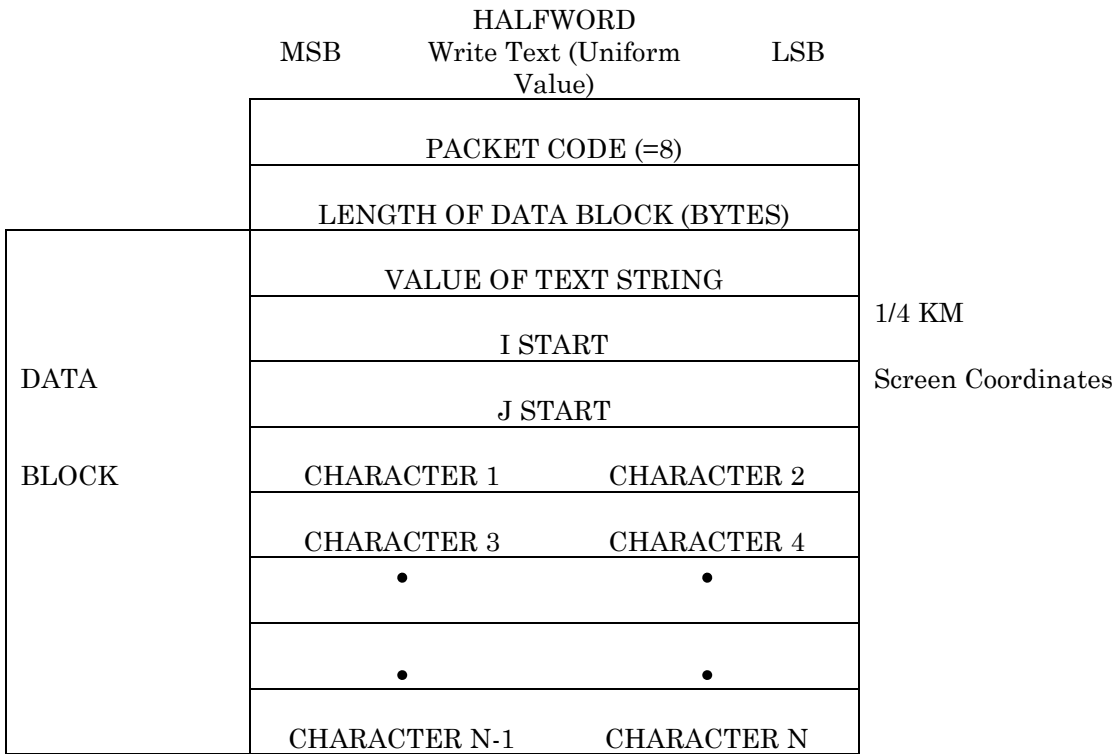 HALFWORD
MSB Write Text (Uniform LSB
Value)
PACKET CODE (=8)
LENGTH OF DATA BLOCK (BYTES)
VALUE OF TEXT STRING
1/4 KM
I START
DATA Screen Coordinates
J START
BLOCK CHARACTER 1 CHARACTER 2
CHARACTER 3 CHARACTER 4
• •
• •
CHARACTER N-1 CHARACTER N